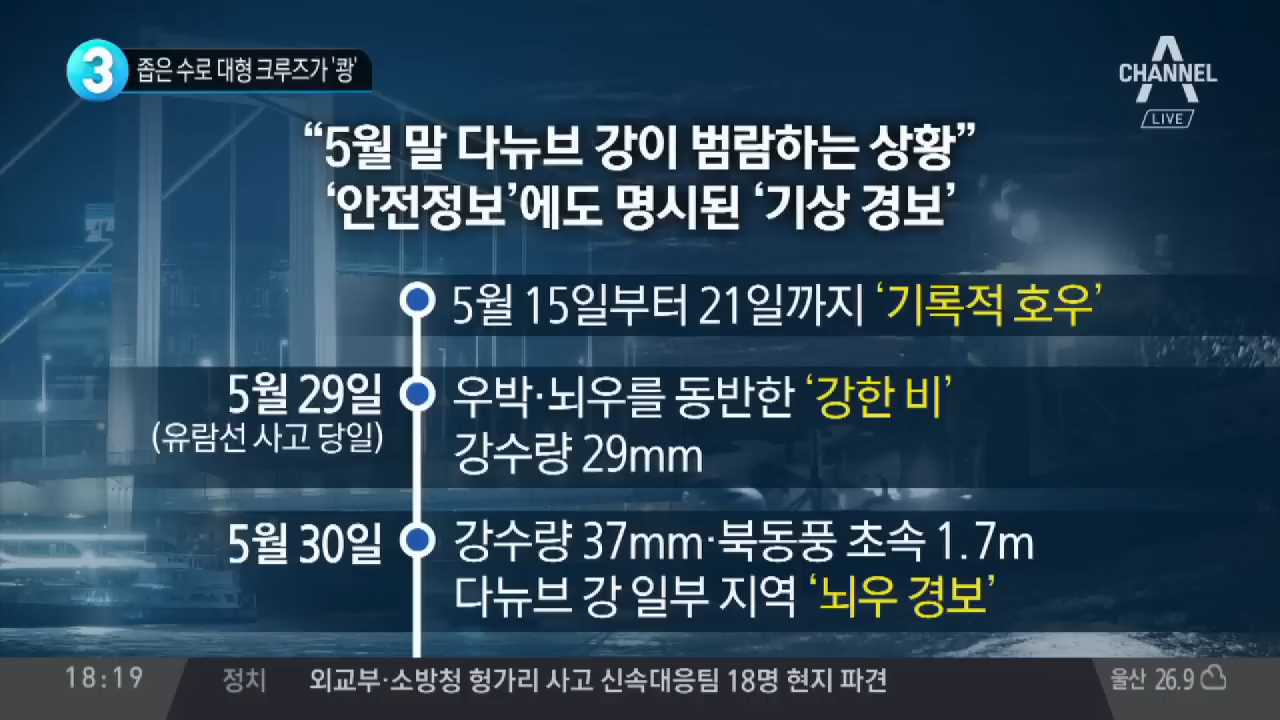 3 좁은 수로 대형 크루즈가 '쾅'
CHANNEL A
LIVE
“5월 말 다뉴브 강이 범람하는 상황”
‘안전정보’에도 명시된 ‘기상 경보’
5월 15일부터 21일까지 ‘기록적 호우’
5월 29일
(유람선 사고 당일)
우박·뇌우를 동반한 ‘강한 비’
강수량 29mm
5월 30일
강수량 37mm·북동풍 초속 1.7m
다뉴브 강 일부 지역 ‘뇌우 경보’
18:19
정치
외교부·소방청 헝가리 사고 신속대응팀 18명 현지 파견
울산 26.9